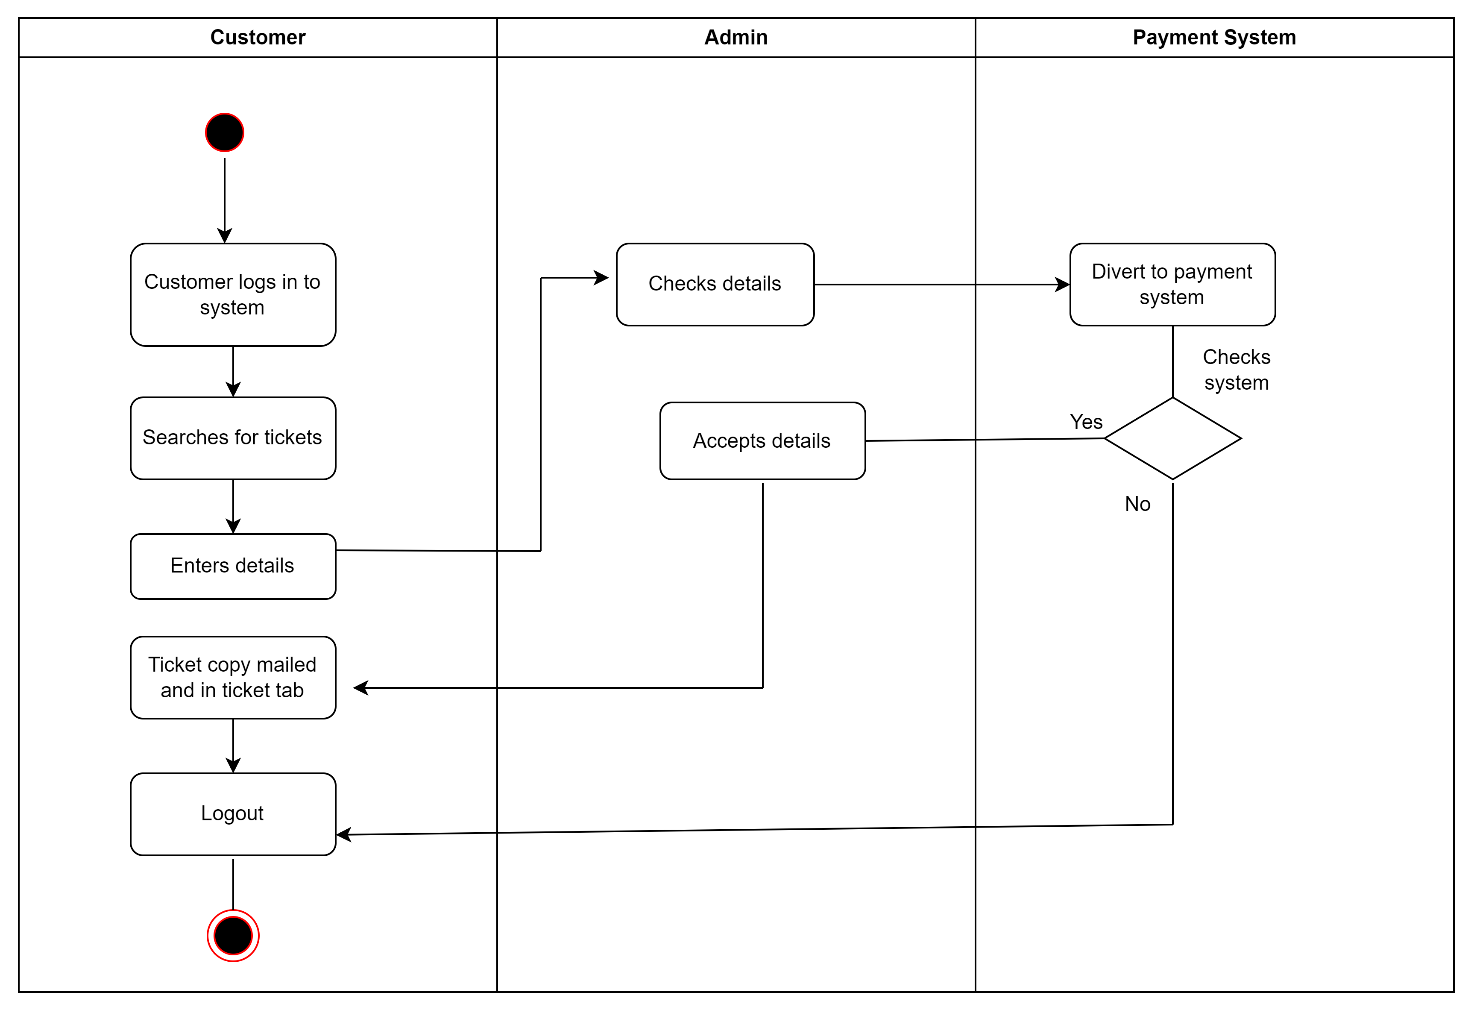 Customer
Admin
Payment System
Customer logs in to
system
Checks details
Divert to payment
system
Checks
system
Searches for tickets
Accepts details
Yes
No
Enters details
Ticket copy mailed
and in ticket tab
Logout